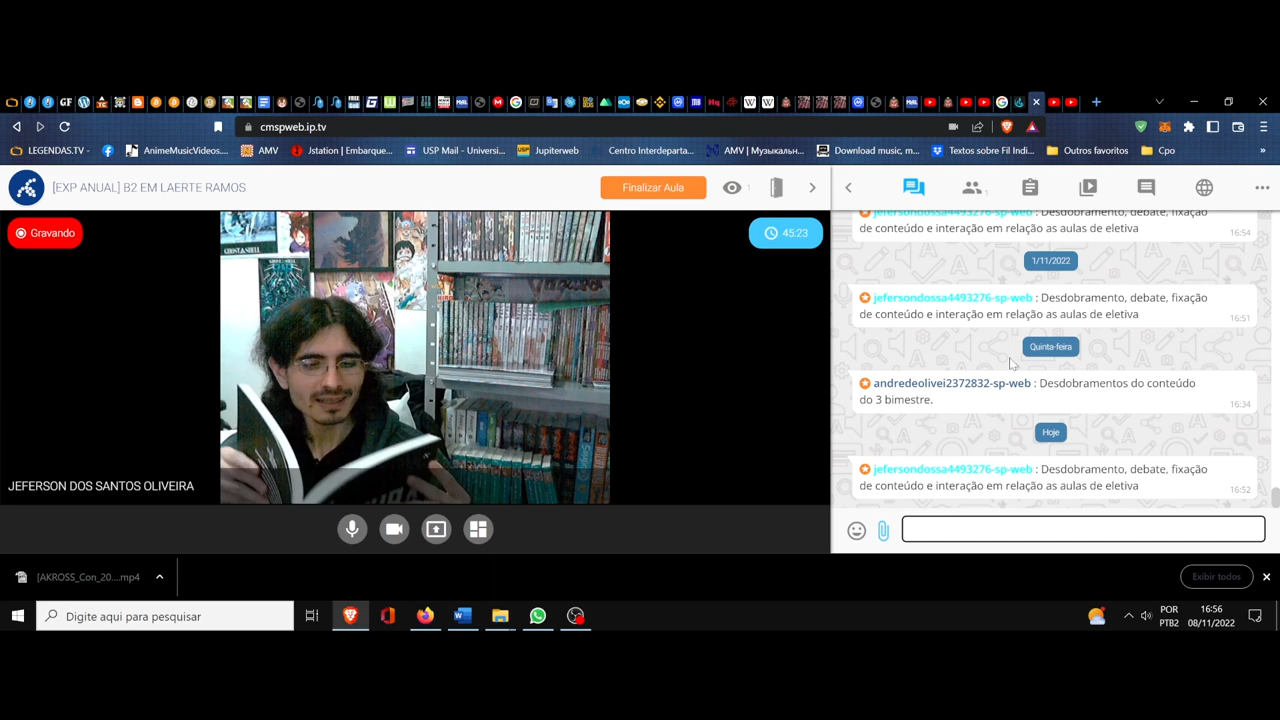 cmspweb.ip.tv
LEGENDAS.TV
AnimeMusicVideos...
AMV
Jstation | Embarque...
USP Mail - Universi...
Jupiterweb
Centro Interdeparta...
AMV | Музыкальн...
Download music, m...
Textos sobre Fil Indi...
Outros favoritos
Cpo
[EXP ANUAL] B2 EM LAERTE RAMOS
Finalizar Aula
1
1
Gravando
45:23
JEFERSON DOS SANTOS OLIVEIRA
jefersondossa4493276-sp-web : Desdobramento, debate, fixação
de conteúdo e interação em relação as aulas de eletiva
16:54
1/11/2022
jefersondossa4493276-sp-web : Desdobramento, debate, fixação
de conteúdo e interação em relação as aulas de eletiva
16:51
Quinta-feira
andredeolivei2372832-sp-web : Desdobramentos do conteúdo
do 3 bimestre.
16:34
Hoje
jefersondossa4493276-sp-web : Desdobramento, debate, fixação
de conteúdo e interação em relação as aulas de eletiva
16:52
[AKROSS_Con_20....mp4
Exibir todos
Digite aqui para pesquisar
POR
PTB2
16:56
08/11/2022